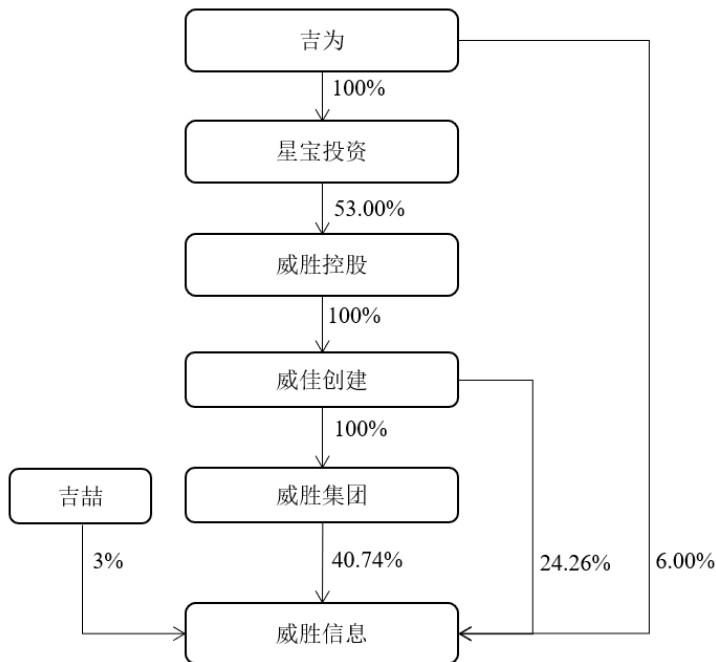 吉为
100%
星宝投资
53.00%
威胜控股
100%
威佳创建
100%
吉喆
威胜集团
3%
40.74%
24.26%
6.00%
威胜信息